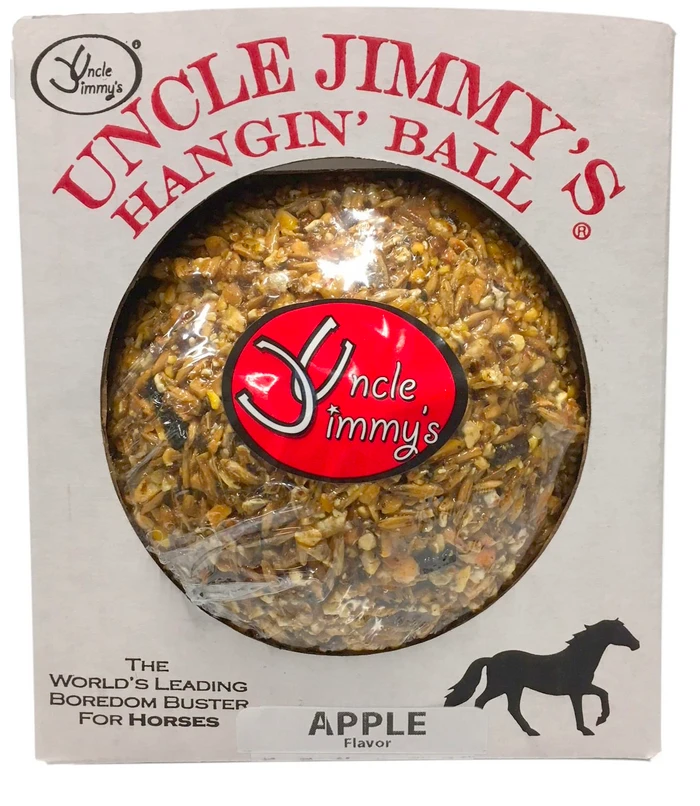 Uncle
Jimmy's
UNCLE JIMMY'S
HANGIN' BALL
®
Uncle
Jimmy's
THE
WORLD'S LEADING
BOREDOM BUSTER
FOR HORSES
APPLE
Flavor